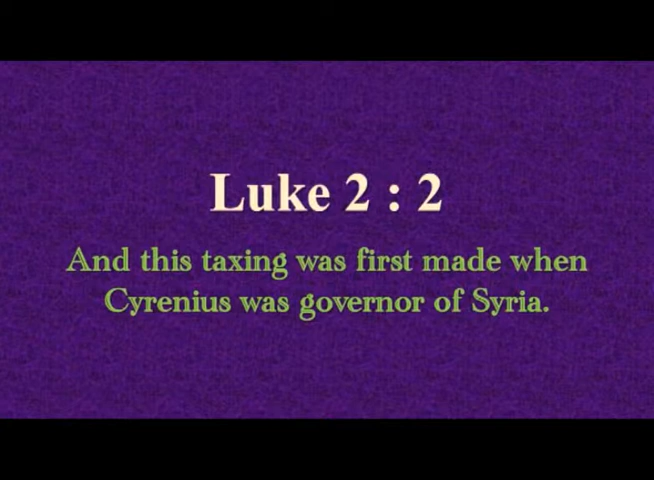 Luke 2 : 2
And this taxing was first made when
Cyrenius was governor of Syria.